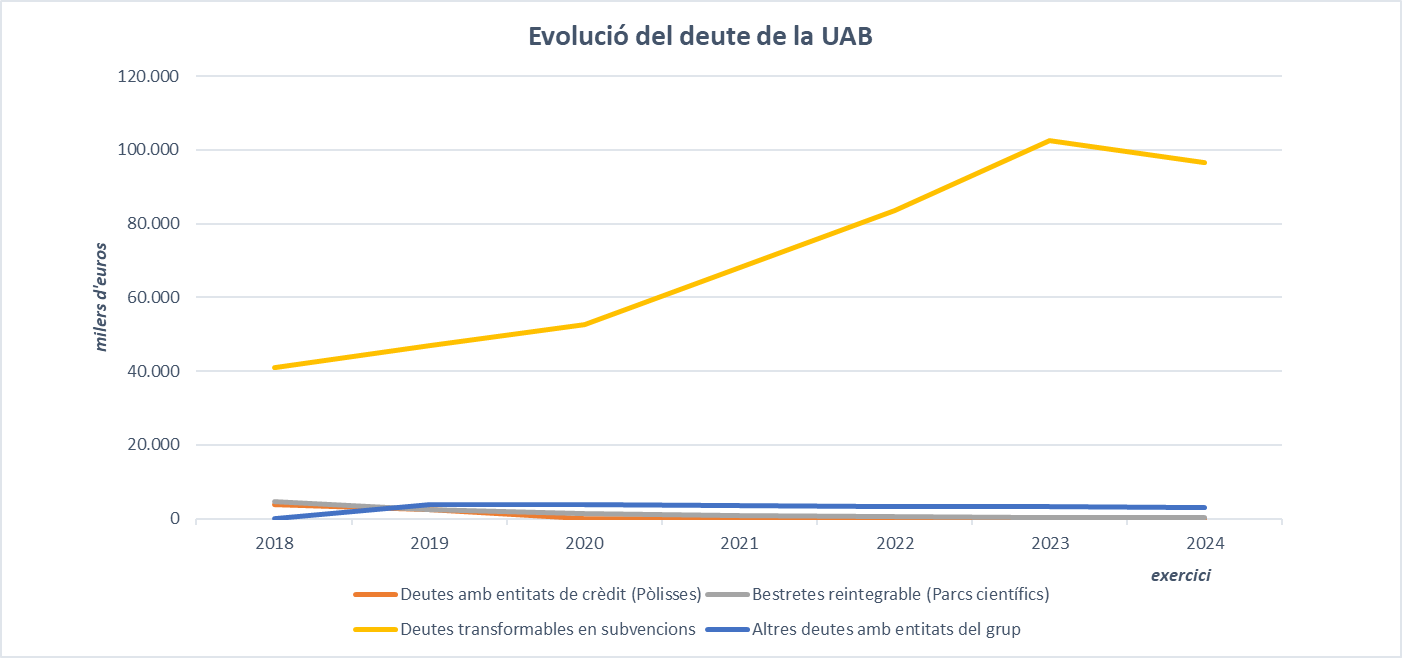 Evolució del deute de la UAB
120.000
100.000
80.000
60.000
40.000
20.000
0
milers d'euros
2018 2019 2020 2021 2022 2023 2024
exercici
Deutes amb entitats de crèdit (Pòlisses) Bestretes reintegrable (Parcs científics)
Deutes transformables en subvencions Altres deutes amb entitats del grup